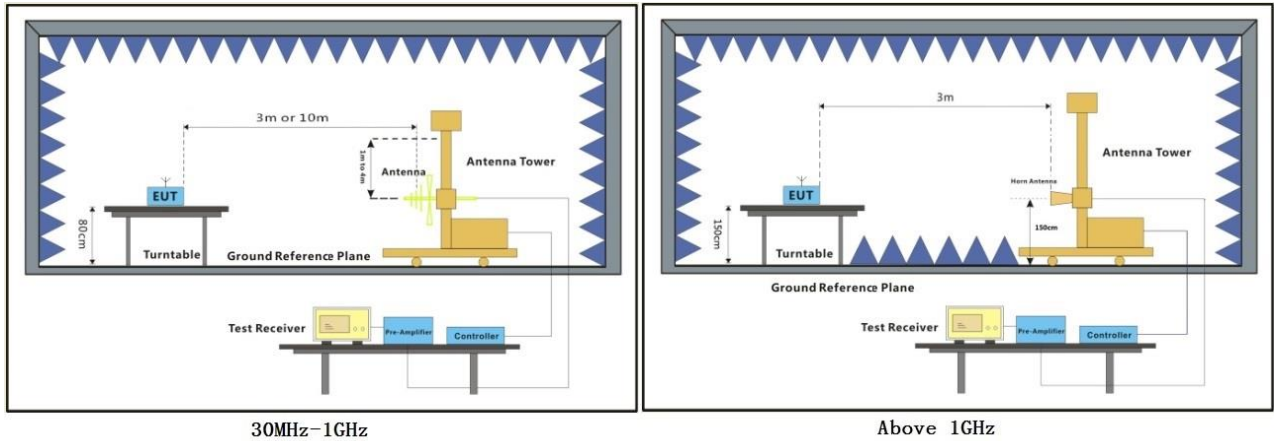 3m or 10m
1m to 4m
Antenna
Antenna Tower
EUT
80cm
Turntable
Ground Reference Plane
Test Receiver
Pre-Amplifier
Controller
30MHz-1GHz
3m
Antenna Tower
Horn Antenna
EUT
150cm
150cm
Turntable
Ground Reference Plane
Test Receiver
Pre-Amplifier
Controller
Above 1GHz